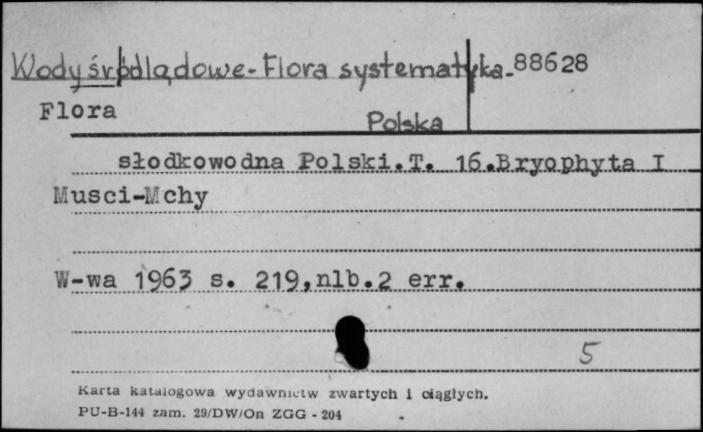 Wody śródlądowe - Flora systematyka - 88628
Flora
Polska
słodkowodna Polski.T. 16.Bryophyta I
Musci-Mchy
W-wa 1963 s. 219,nlb.2 err.
5
Karta katalogowa wydawnictw zwartych i ciągłych.
PU-B-144 zam. 29/DW/On ZGG - 204